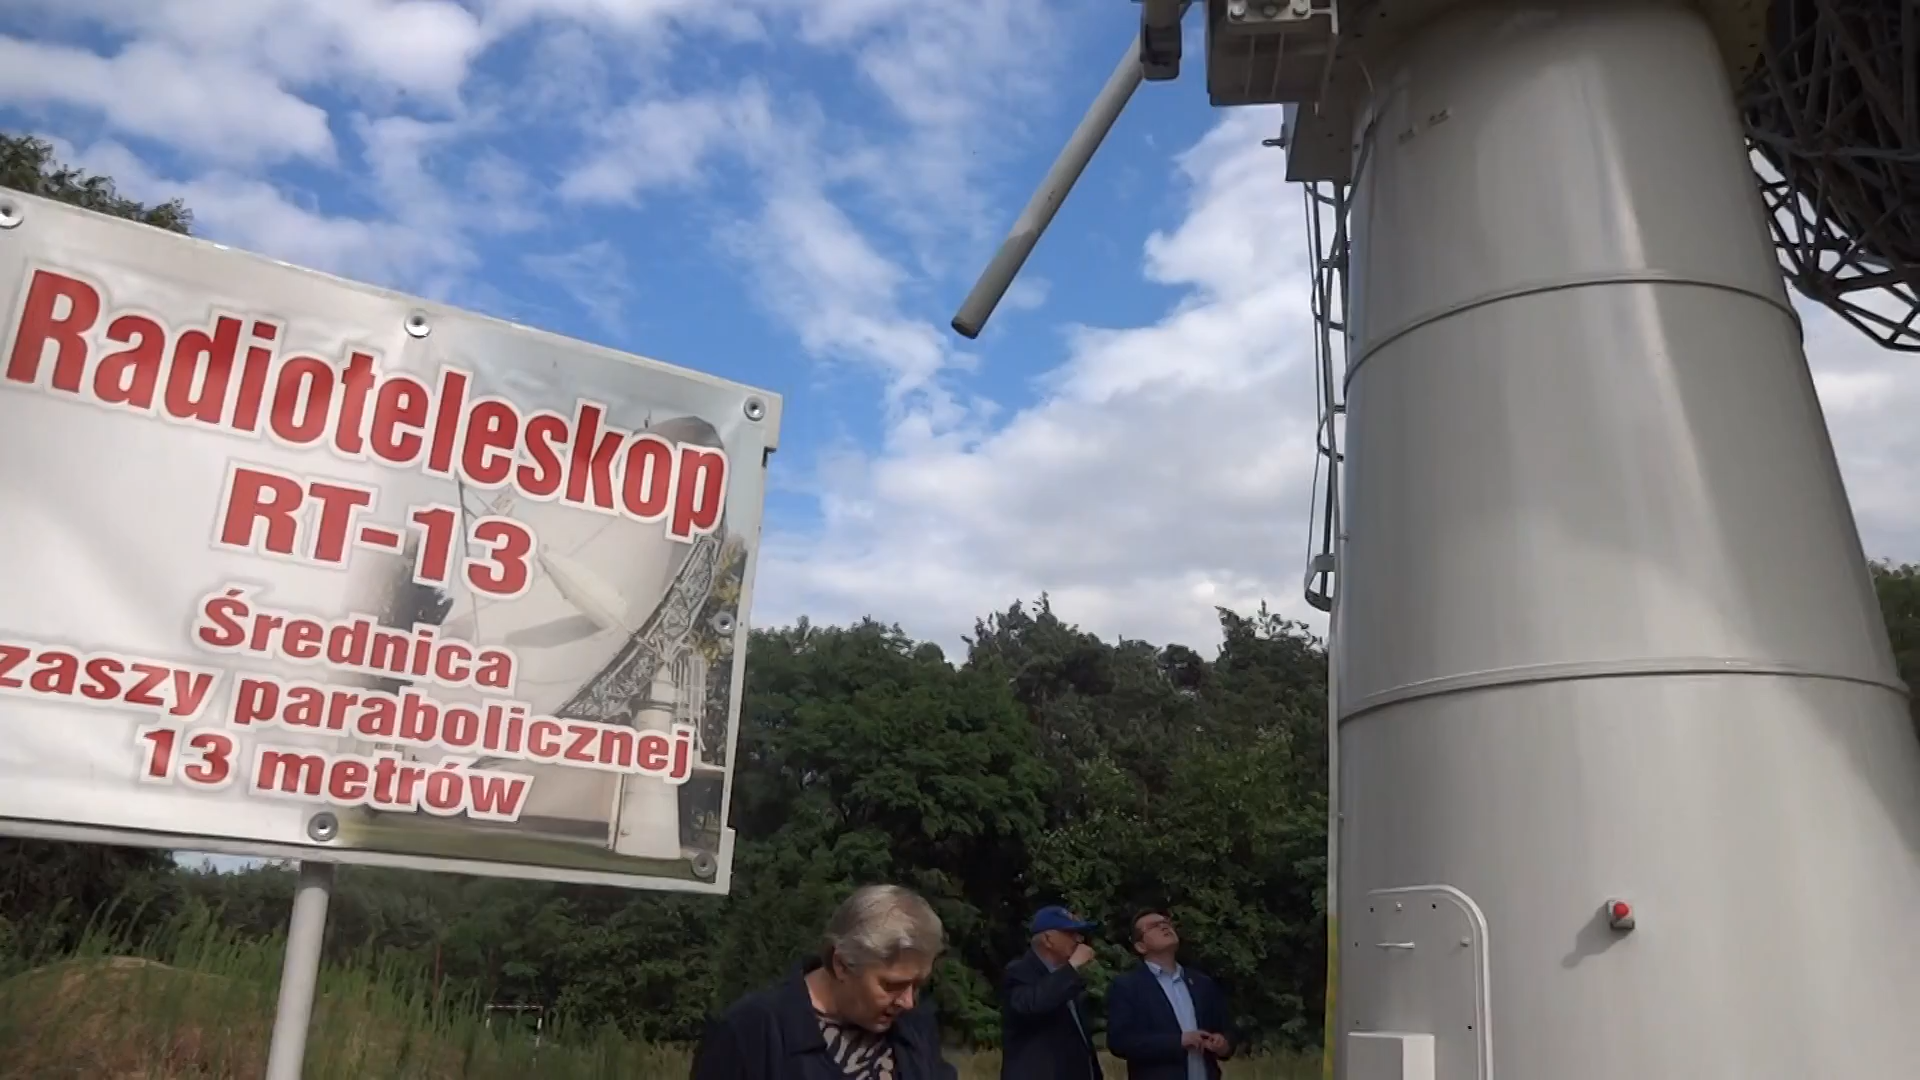 Radioteleskop
RT-13
Średnica
zaszy parabolicznej
13 metrów